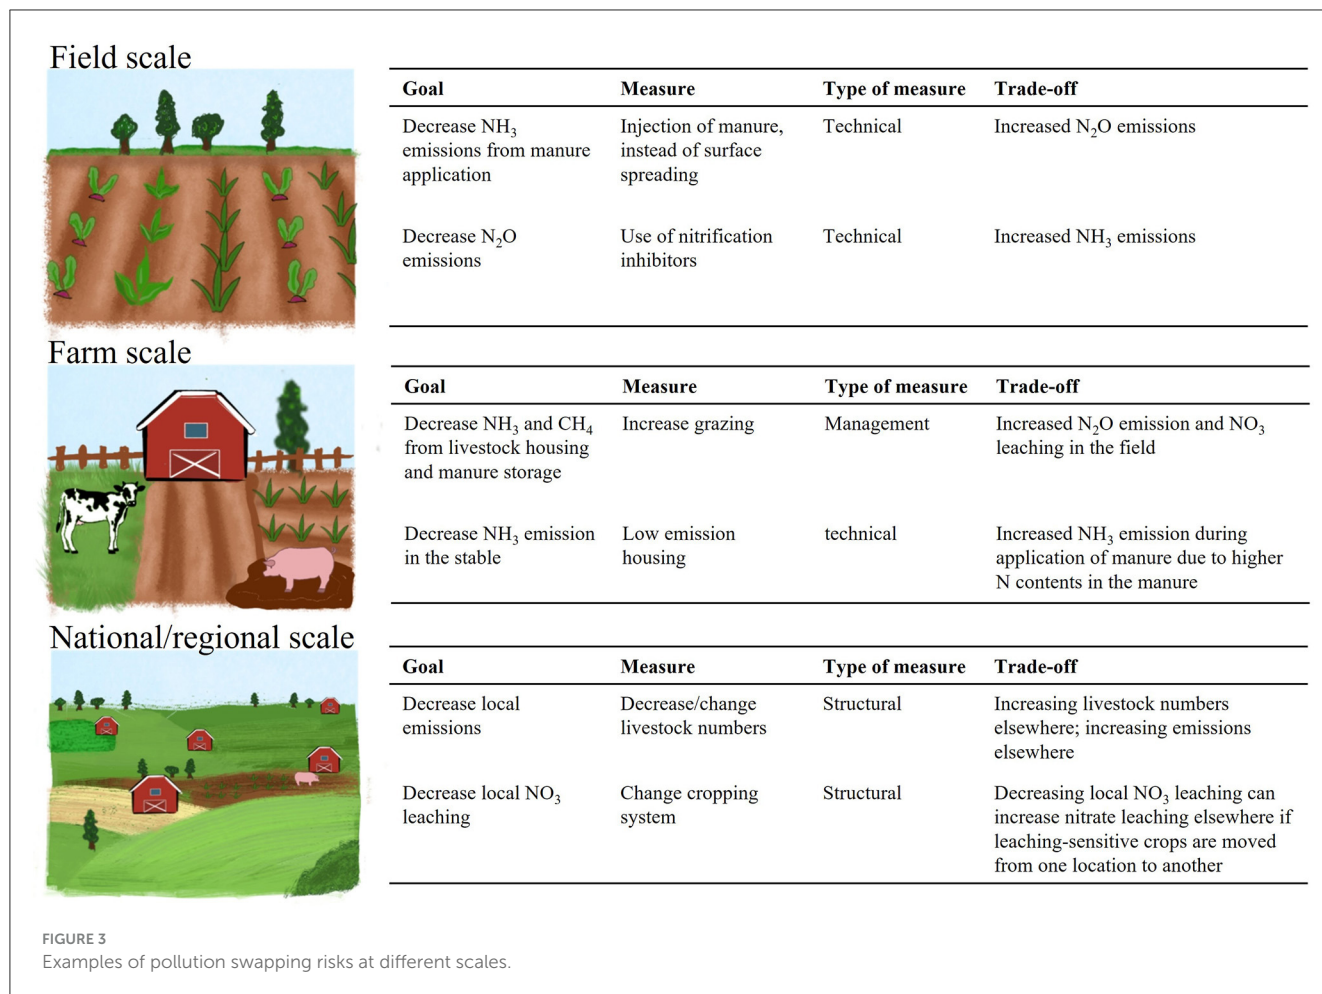 Field scale
Goal Measure Type of measure Trade-off
Decrease NH₃ Injection of manure, Technical Increased N₂O emissions
emissions from manure instead of surface
application spreading
Decrease N₂O Use of nitrification Technical Increased NH₃ emissions
emissions inhibitors
Farm scale
Goal Measure Type of measure Trade-off
Decrease NH₃ and CH₄ Increase grazing Management Increased N₂O emission and NO₃
from livestock housing leaching in the field
and manure storage
Decrease NH₃ emission Low emission technical Increased NH₃ emission during
in the stable housing application of manure due to higher
N contents in the manure
National/regional scale
Goal Measure Type of measure Trade-off
Decrease local Decrease/change Structural Increasing livestock numbers
emissions livestock numbers elsewhere; increasing emissions
elsewhere
Decrease local NO₃ Change cropping Structural Decreasing local NO₃ leaching can
leaching system increase nitrate leaching elsewhere if
leaching-sensitive crops are moved
from one location to another
FIGURE 3
Examples of pollution swapping risks at different scales.